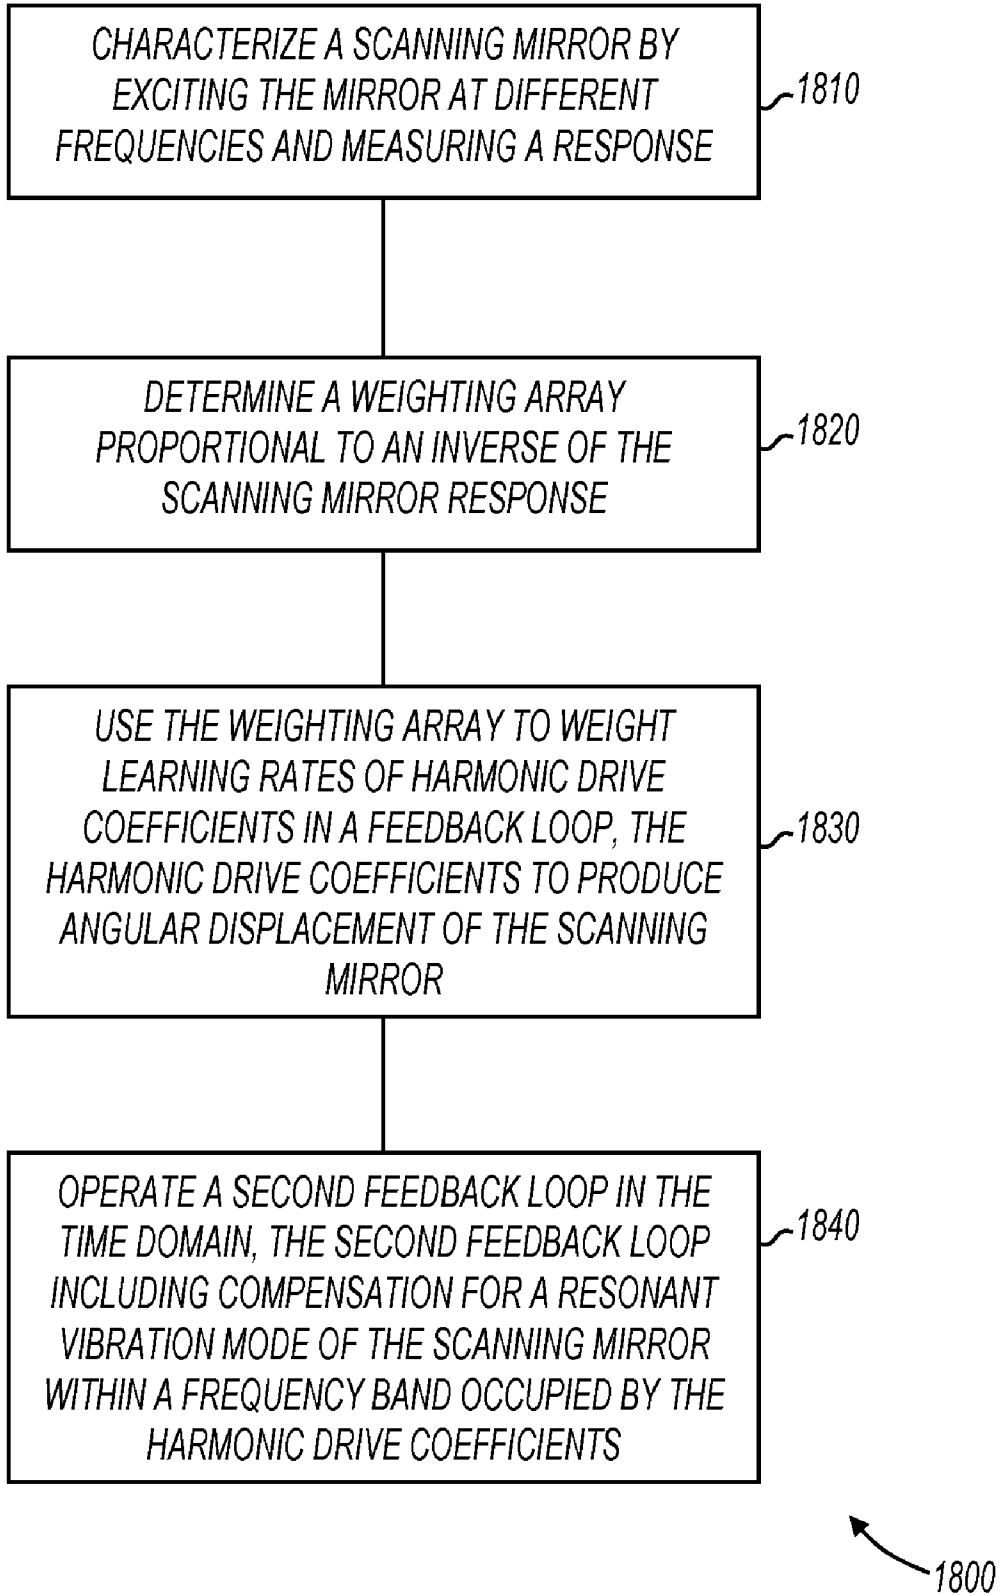 CHARACTERIZE A SCANNING MIRROR BY
EXCITING THE MIRROR AT DIFFERENT
FREQUENCIES AND MEASURING A RESPONSE
1810
DETERMINE A WEIGHTING ARRAY
PROPORTIONAL TO AN INVERSE OF THE
SCANNING MIRROR RESPONSE
1820
USE THE WEIGHTING ARRAY TO WEIGHT
LEARNING RATES OF HARMONIC DRIVE
COEFFICIENTS IN A FEEDBACK LOOP, THE
HARMONIC DRIVE COEFFICIENTS TO PRODUCE
ANGULAR DISPLACEMENT OF THE SCANNING
MIRROR
1830
OPERATE A SECOND FEEDBACK LOOP IN THE
TIME DOMAIN, THE SECOND FEEDBACK LOOP
INCLUDING COMPENSATION FOR A RESONANT
VIBRATION MODE OF THE SCANNING MIRROR
WITHIN A FREQUENCY BAND OCCUPIED BY THE
HARMONIC DRIVE COEFFICIENTS
1840
1800